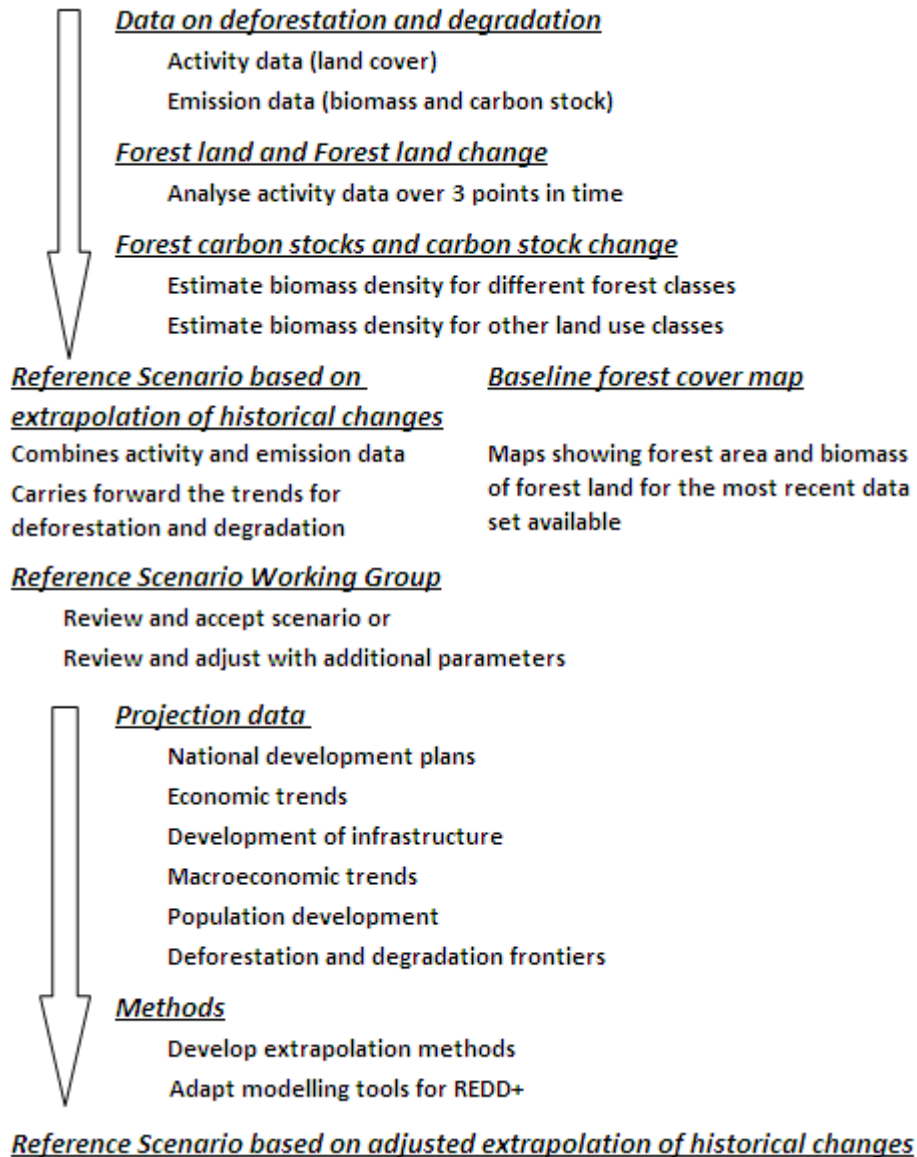 Data on deforestation and degradation
Activity data (land cover)
Emission data (biomass and carbon stock)
Forest land and Forest land change
Analyse activity data over 3 points in time
Forest carbon stocks and carbon stock change
Estimate biomass density for different forest classes
Estimate biomass density for other land use classes
Reference Scenario based on
extrapolation of historical changes
Combines activity and emission data
Carries forward the trends for
deforestation and degradation
Baseline forest cover map
Maps showing forest area and biomass
of forest land for the most recent data
set available
Reference Scenario Working Group
Review and accept scenario or
Review and adjust with additional parameters
Projection data
National development plans
Economic trends
Development of infrastructure
Macroeconomic trends
Population development
Deforestation and degradation frontiers
Methods
Develop extrapolation methods
Adapt modelling tools for REDD+
Reference Scenario based on adjusted extrapolation of historical changes